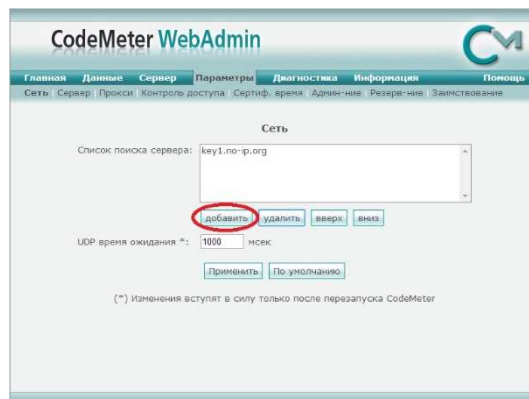 CodeMeter WebAdmin
Главная Данные Сервер Параметры Диагностика Информация Помощь
Сеть Сервер Прокси Контроль доступа Сертиф. время Админ-ние Резерв-ние Заимствование
Сеть
Список поиска сервера: key1.no-ip.org
добавить удалить вверх вниз
UDP время ожидания *: 1000 мсек
Применить По умолчанию
(*) Изменения вступят в силу только после перезапуска CodeMeter